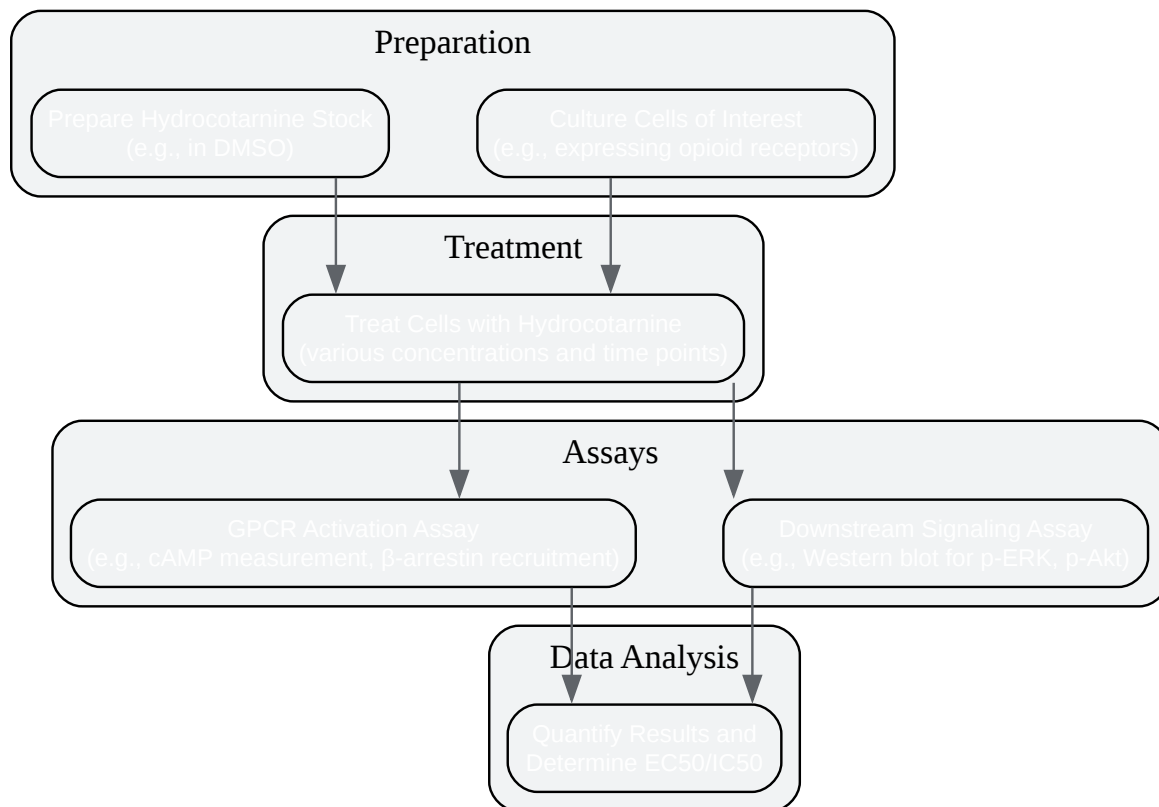 Preparation
Prepare Hydrocotarnine Stock
(e.g., in DMSO)
Culture Cells of Interest
(e.g., expressing opioid receptors)
Treatment
Treat Cells with Hydrocotarnine
(various concentrations and time points)
Assays
GPCR Activation Assay
(e.g., cAMP measurement, β-arrestin recruitment)
Downstream Signaling Assay
(e.g., Western blot for p-ERK, p-Akt)
Data Analysis
Quantify Results and
Determine EC50/IC50